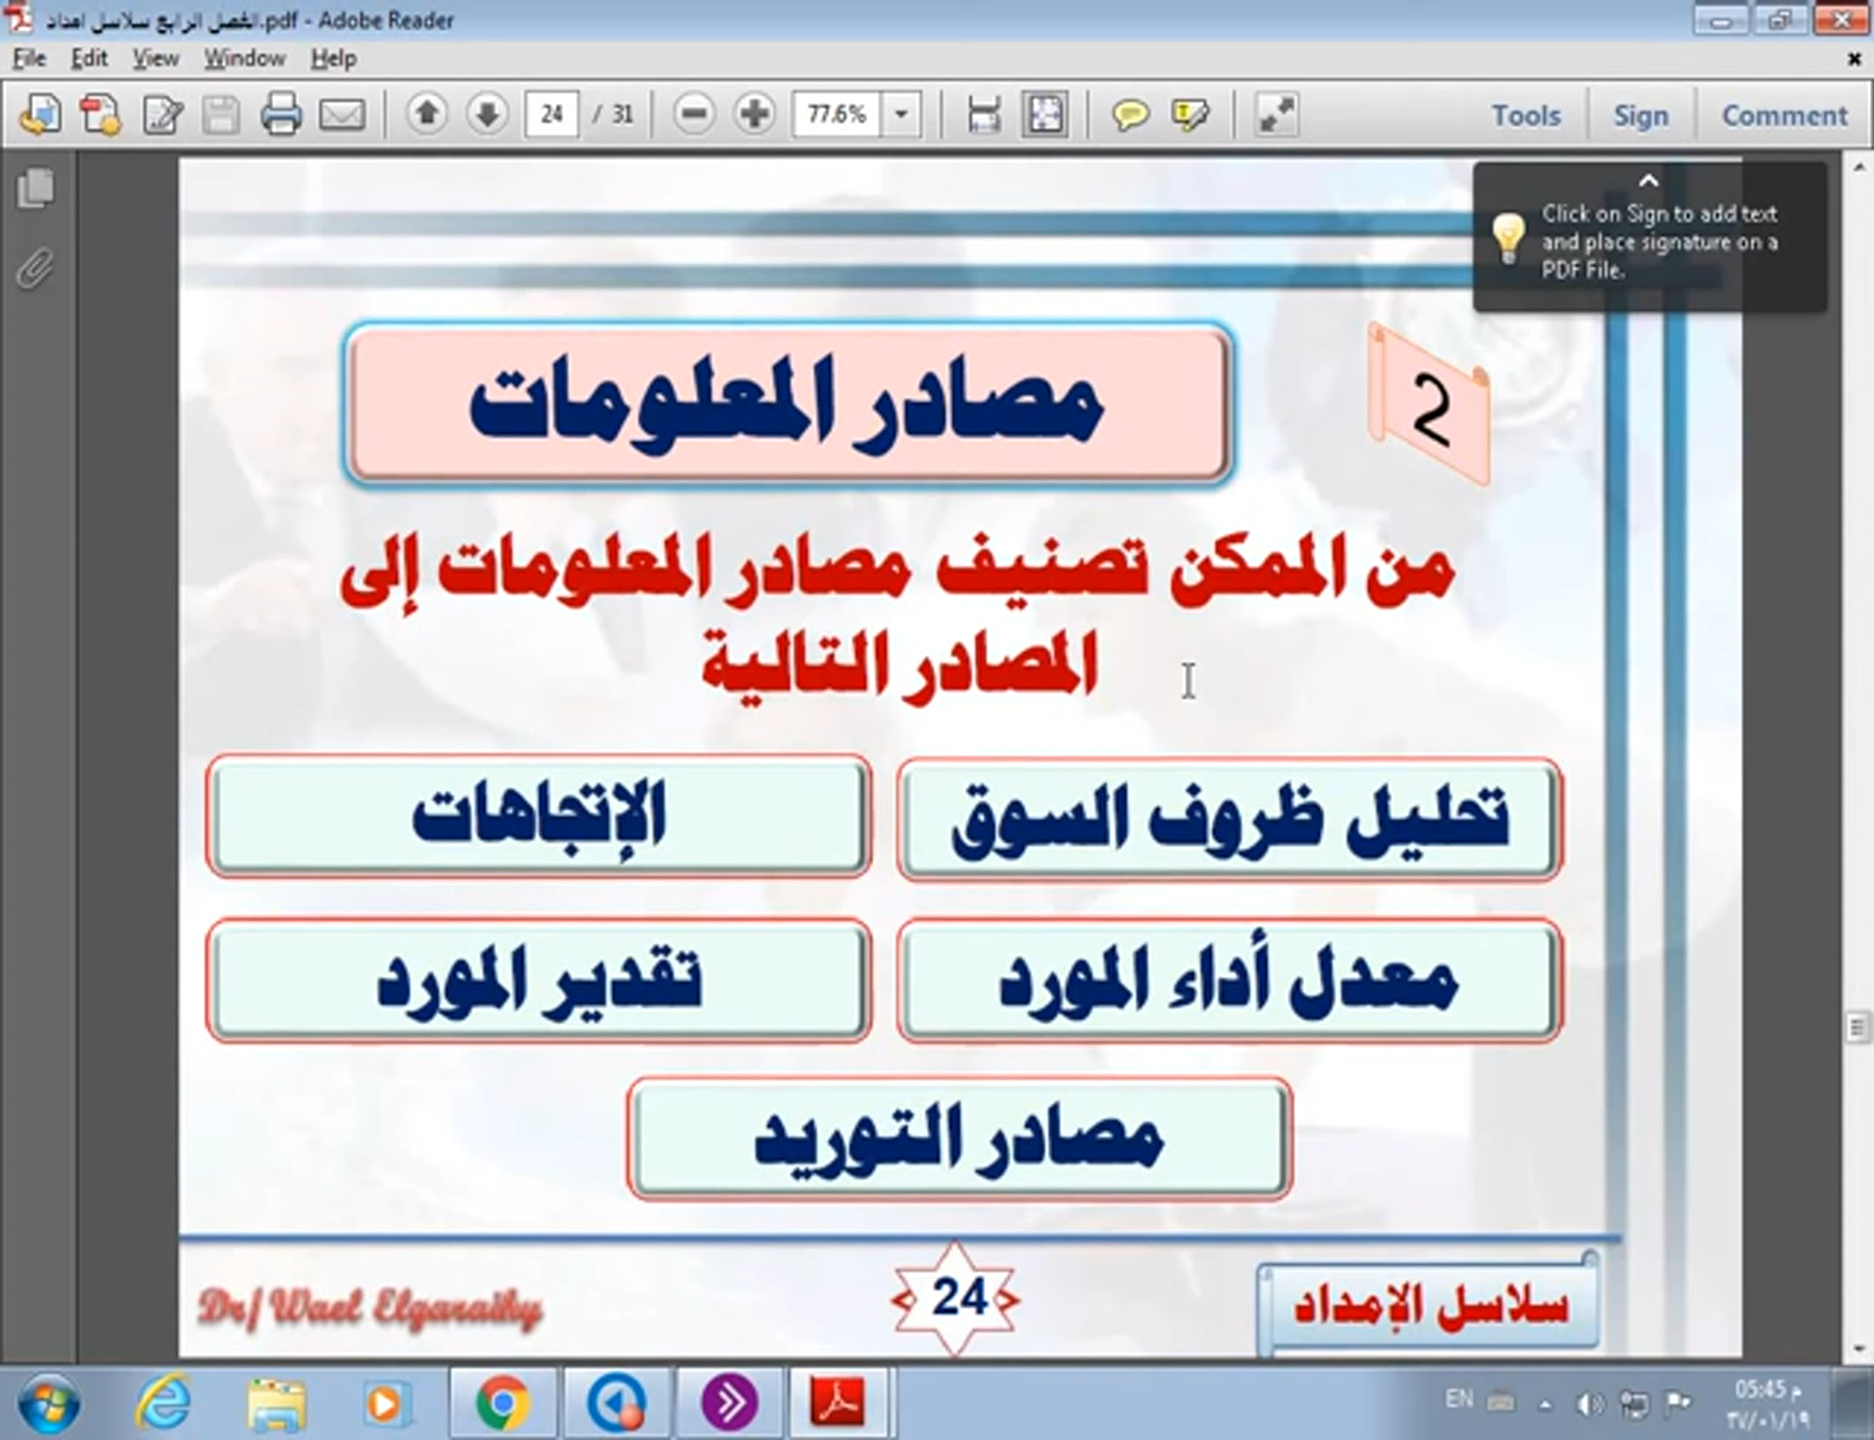 الفصل الرابع سلاسل امداد.pdf - Adobe Reader
File Edit View Window Help
24 / 31
77.6%
Tools Sign Comment
Click on Sign to add text
and place signature on a
PDF File.
2
مصادر المعلومات
من الممكن تصنيف مصادر المعلومات إلى
المصادر التالية
تحليل ظروف السوق
الإتجاهات
معدل أداء المورد
تقدير المورد
مصادر التوريد
سلاسل الإمداد
24
Dr/Wael Elgaraihy
EN
05:45 م
٣٧/٠١/١٩